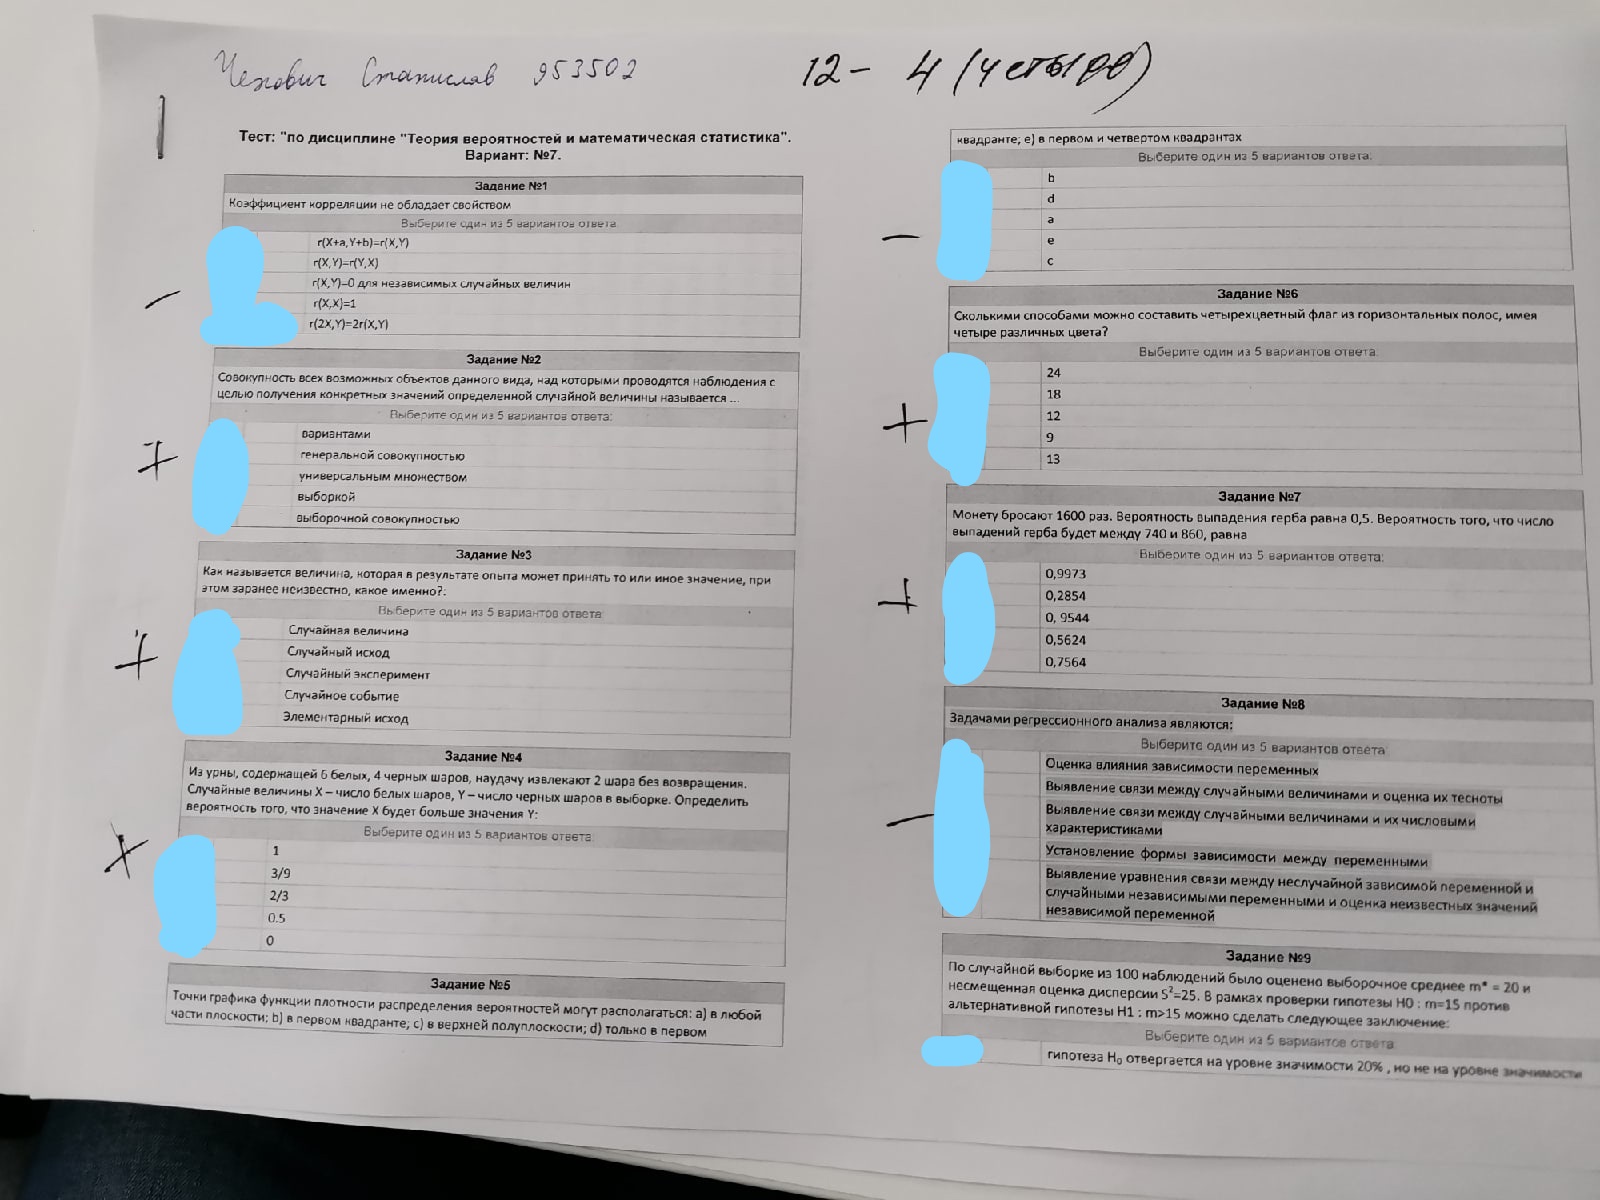 Чехович Станислав 953502
12 - 4 (четыре)
Тест: "по дисциплине "Теория вероятностей и математическая статистика".
Вариант: №7.
Задание №1
Коэффициент корреляции не обладает свойством
Выберите один из 5 вариантов ответа:
r(X+a,Y+b)=r(X,Y)
r(X,Y)=r(Y,X)
r(X,Y)=0 для независимых случайных величин
r(X,X)=1
r(2X,Y)=2r(X,Y)
Задание №2
Совокупность всех возможных объектов данного вида, над которыми проводятся наблюдения с
целью получения конкретных значений определенной случайной величины называется ...
Выберите один из 5 вариантов ответа:
вариантами
генеральной совокупностью
универсальным множеством
выборкой
выборочной совокупностью
Задание №3
Как называется величина, которая в результате опыта может принять то или иное значение, при
этом заранее неизвестно, какое именно?:
Выберите один из 5 вариантов ответа:
Случайная величина
Случайный исход
Случайный эксперимент
Случайное событие
Элементарный исход
Задание №4
Из урны, содержащей 6 белых, 4 черных шаров, наудачу извлекают 2 шара без возвращения.
Случайные величины X – число белых шаров, Y – число черных шаров в выборке. Определить
вероятность того, что значение X будет больше значения Y:
Выберите один из 5 вариантов ответа:
1
3/9
2/3
0.5
0
Задание №5
Точки графика функции плотности распределения вероятностей могут располагаться: a) в любой
части плоскости; b) в первом квадранте; c) в верхней полуплоскости; d) только в первом
квадранте; e) в первом и четвертом квадрантах
Выберите один из 5 вариантов ответа:
b
d
a
e
c
Задание №6
Сколькими способами можно составить четырехцветный флаг из горизонтальных полос, имея
четыре различных цвета?
Выберите один из 5 вариантов ответа:
24
18
12
9
13
Задание №7
Монету бросают 1600 раз. Вероятность выпадения герба равна 0,5. Вероятность того, что число
выпадений герба будет между 740 и 860, равна
Выберите один из 5 вариантов ответа:
0,9973
0,2854
0, 9544
0,5624
0,7564
Задание №8
Задачами регрессионного анализа являются:
Выберите один из 5 вариантов ответа:
Оценка влияния зависимости переменных
Выявление связи между случайными величинами и оценка их тесноты
Выявление связи между случайными величинами и их числовыми
характеристиками
Установление формы зависимости между переменными
Выявление уравнения связи между неслучайной зависимой переменной и
случайными независимыми переменными и оценка неизвестных значений
независимой переменной
Задание №9
По случайной выборке из 100 наблюдений было оценено выборочное среднее m* = 20 и
несмещенная оценка дисперсии S²=25. В рамках проверки гипотезы H0 : m=15 против
альтернативной гипотезы H1 : m>15 можно сделать следующее заключение:
Выберите один из 5 вариантов ответа:
гипотеза H₀ отвергается на уровне значимости 20% , но не на уровне значимости